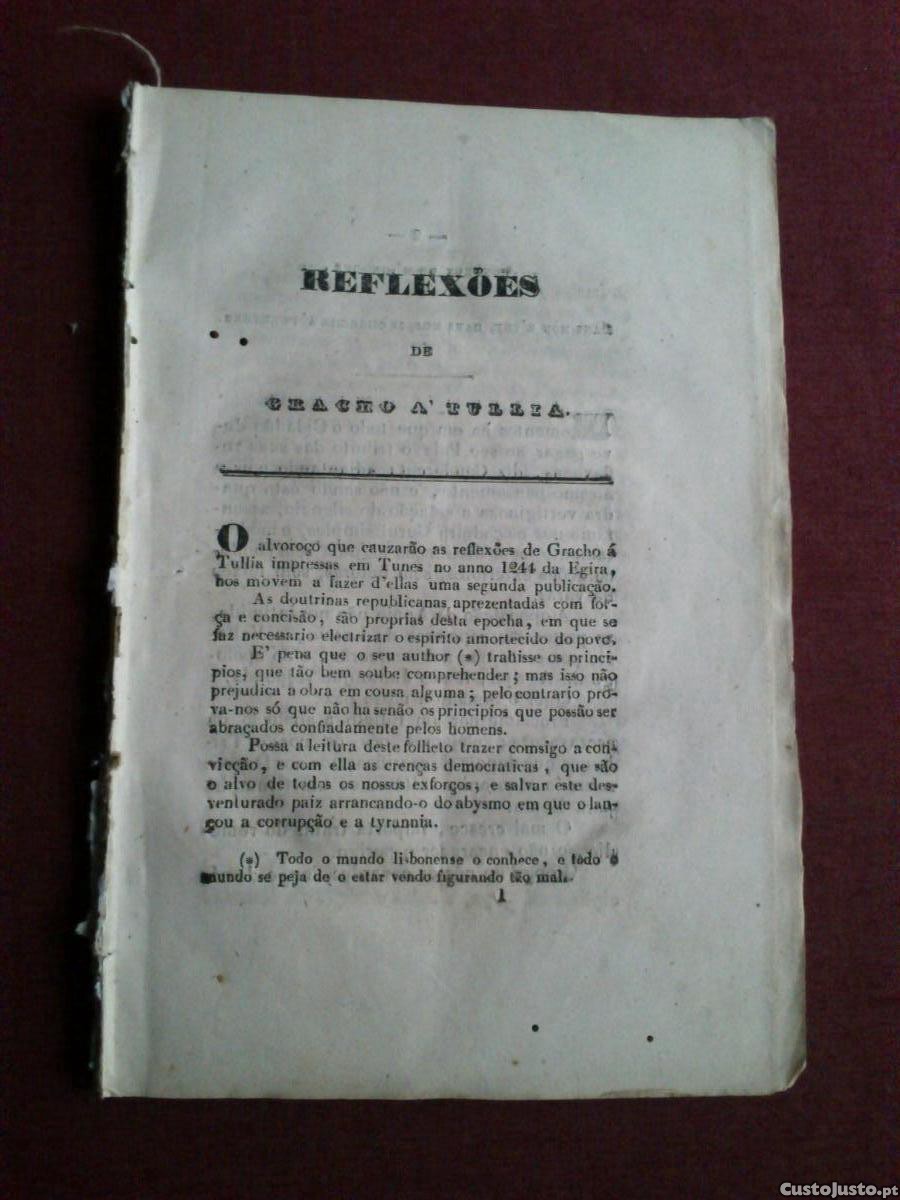 REFLEXÕES
DE
GRACHO A' TULLIA.
O alvoroço que cauzarão as reflexões de Gracho á
Tullia impressas em Tunes no anno 1244 da Egira,
nos movem a fazer d'ellas uma segunda publicação.
As doutrinas republicanas aprezentadas com for-
ça e concisão, são proprias desta epocha, em que se
faz necessario electrizar o espirito amortecido do povo.
E' pena que o seu author (*) trahisse os princi-
pios, que tão bem soube comprehender; mas isso não
prejudica a obra em cousa alguma; pelo contrario pro-
va-nos só que não ha senão os principios que possão ser
abraçados confiadamente pelos homens.
Possa a leitura deste folheto trazer comsigo a con-
vicção, e com ella as crenças democraticas, que são
o alvo de todos os nossos exforços, e salvar este des-
venturado paiz arrancando-o do abysmo em que o lan-
çou a corrupção e a tyrannia.
(*) Todo o mundo lisbonense o conhece, e todo o
mundo se peja de o estar vendo figurando tão mal.
1
CustoJusto.pt